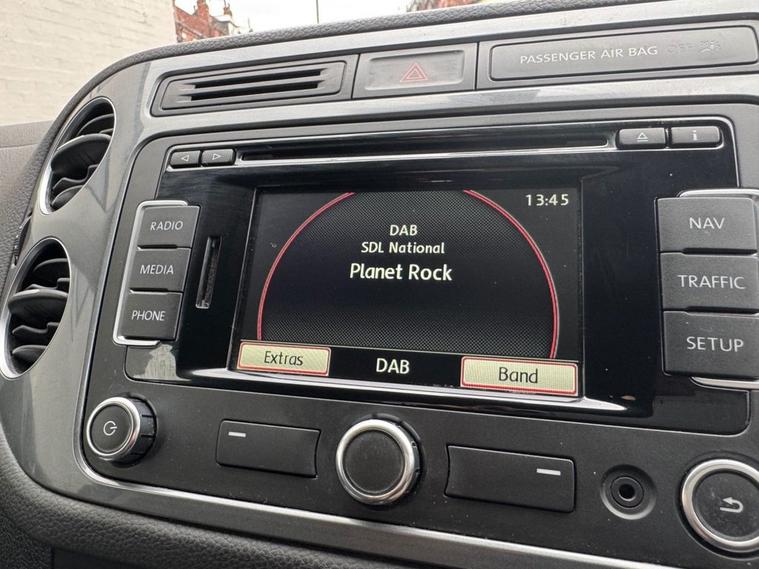 PASSENGER AIR BAG OFF
i
RADIO
MEDIA
PHONE
13:45
DAB
SDL National
Planet Rock
Extras
DAB
Band
NAV
TRAFFIC
SETUP